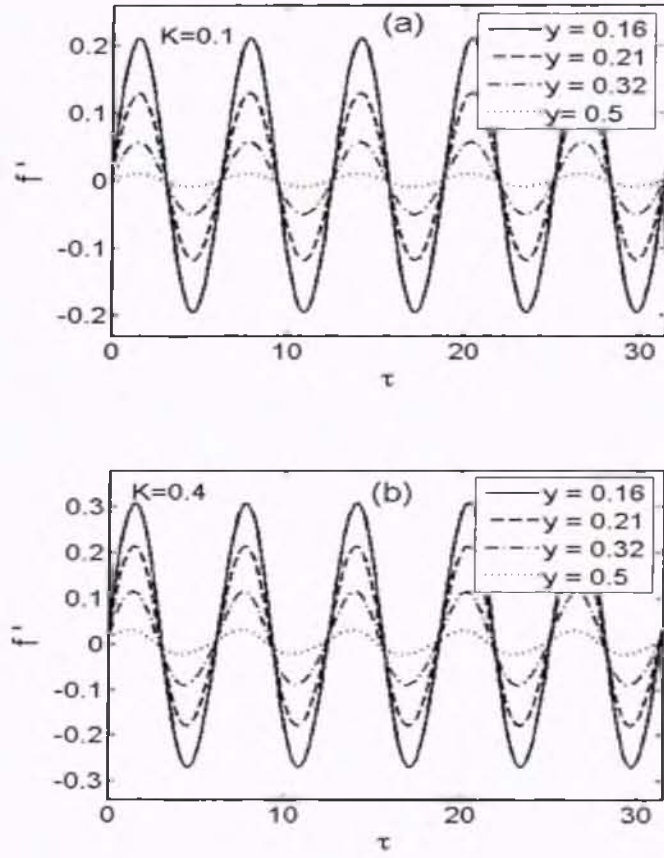 K=0.1
(a)
y = 0.16
y = 0.21
y = 0.32
y= 0.5
0.2
0.1
0
-0.1
-0.2
f '
0
10
20
30
τ
K=0.4
(b)
y = 0.16
y = 0.21
y = 0.32
y = 0.5
0.3
0.2
0.1
0
-0.1
-0.2
-0.3
f '
0
10
20
30
τ